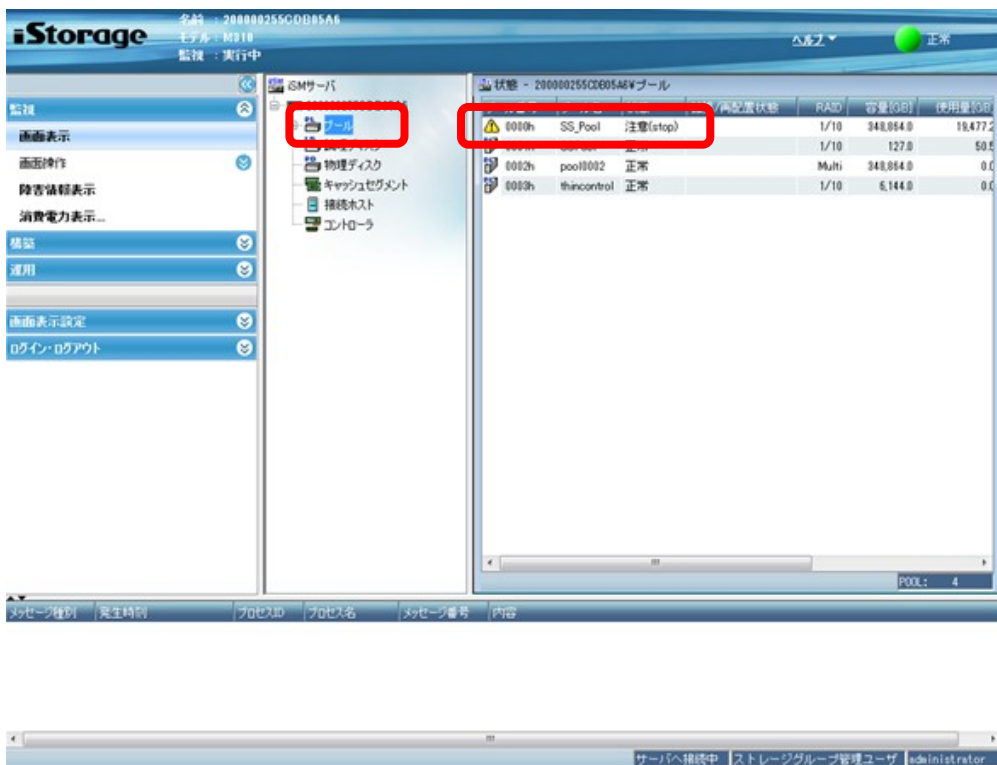 iStorage
名前 : 200000255CDB05A6
モデル : M310
監視 : 実行中
ヘルプ
正常
監視
画面表示
画面操作
障害情報表示
消費電力表示...
構築
運用
画面表示設定
ログイン・ログアウト
iSMサーバ
プール
物理ディスク
キャッシュセグメント
接続ホスト
コントローラ
状態 - 200000255CDB05A6¥プール
/再配置状態 RAID 容量[GB] 使用量[GB]
0000h SS_Pool 注意(stop) 1/10 348,864.0 19,477.2
1/10 127.0 50.5
0002h pool0002 正常 Multi 348,864.0 0.0
0003h thincontrol 正常 1/10 6,144.0 0.0
POOL: 4
メッセージ種別 発生時刻 プロセスID プロセス名 メッセージ番号 内容
サーバへ接続中 ストレージグループ管理ユーザ administrator